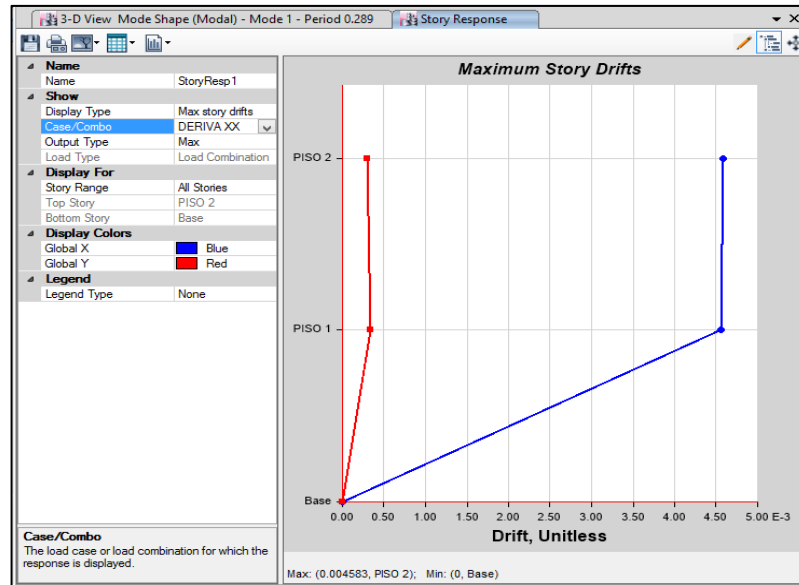 3-D View Mode Shape (Modal) - Mode 1 - Period 0.289
Story Response
Name
Name StoryResp1
Show
Display Type Max story drifts
Case/Combo DERIVA XX
Output Type Max
Load Type Load Combination
Display For
Story Range All Stories
Top Story PISO 2
Bottom Story Base
Display Colors
Global X Blue
Global Y Red
Legend
Legend Type None
Case/Combo
The load case or load combination for which the
response is displayed.
Maximum Story Drifts
PISO 2
PISO 1
Base
0.00 0.50 1.00 1.50 2.00 2.50 3.00 3.50 4.00 4.50 5.00 E-3
Drift, Unitless
Max: (0.004583, PISO 2); Min: (0, Base)